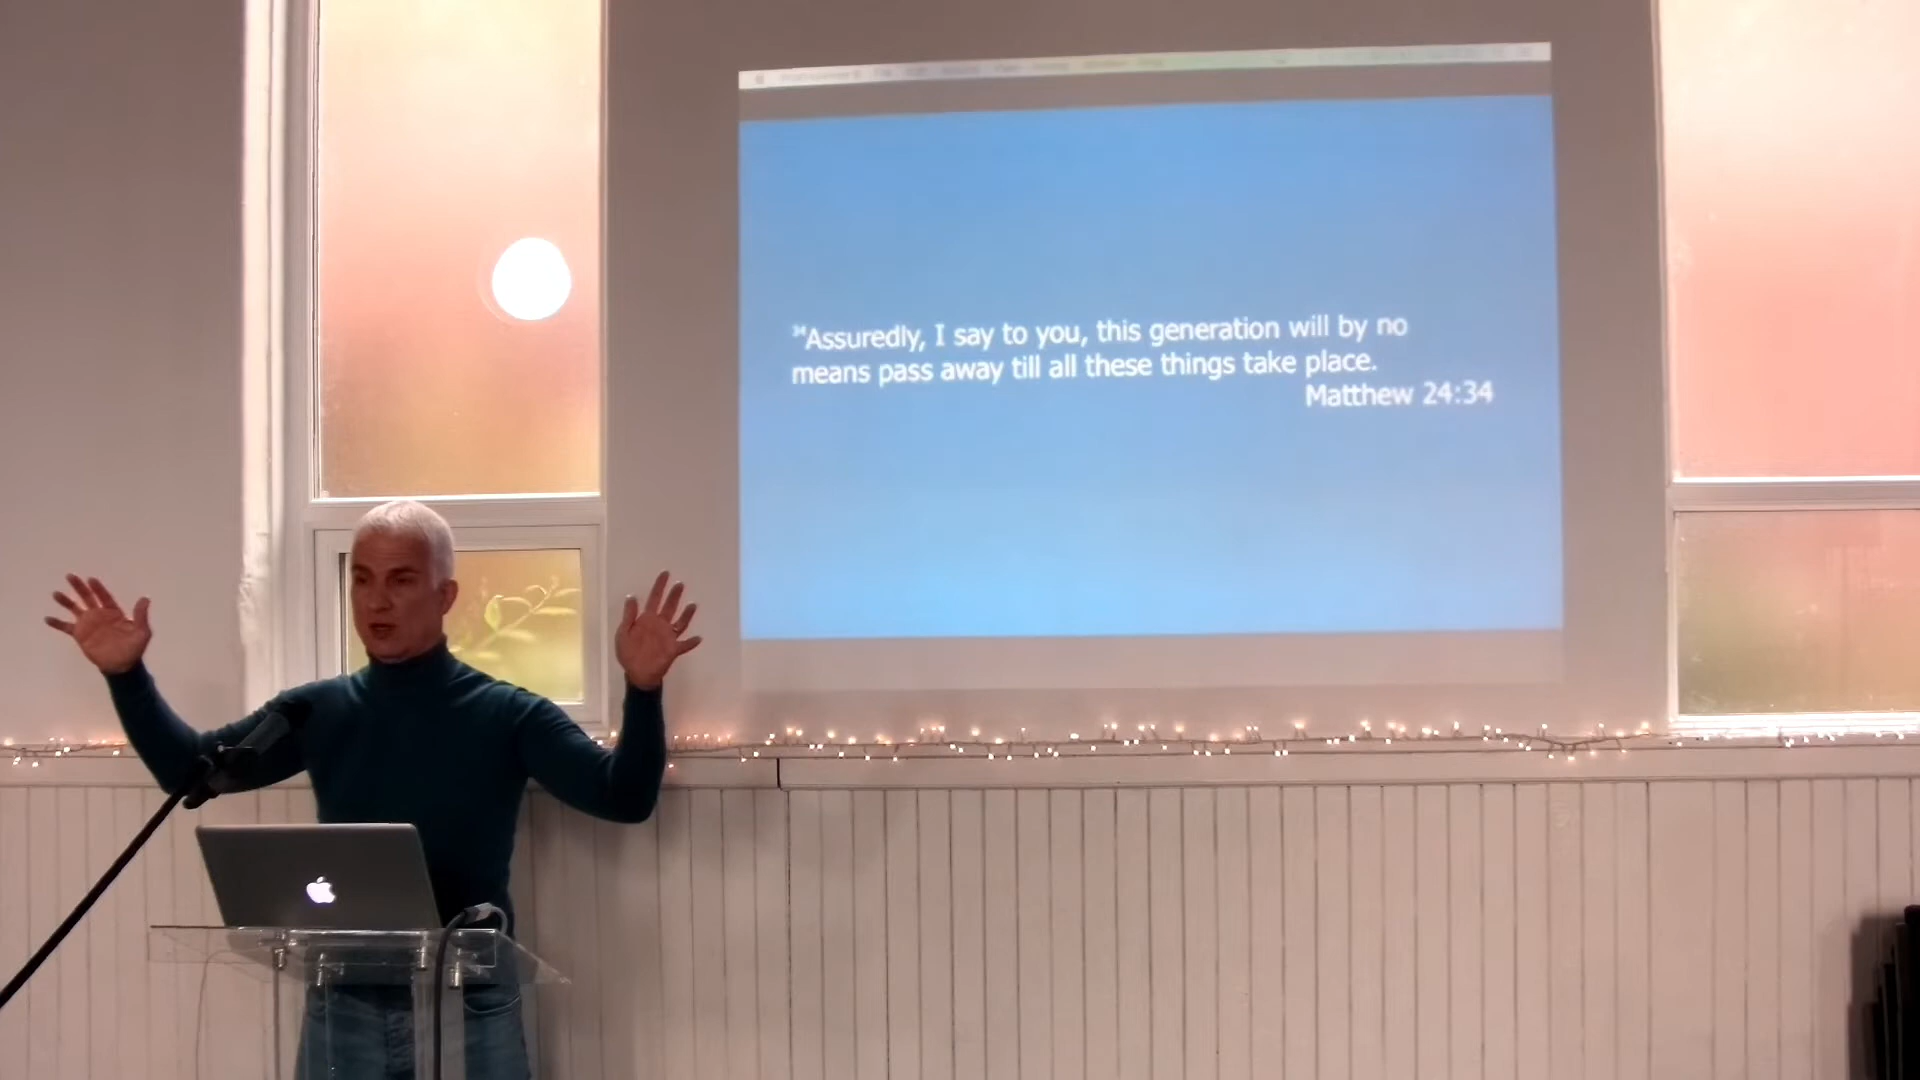 ³⁴Assuredly, I say to you, this generation will by no
means pass away till all these things take place.
Matthew 24:34